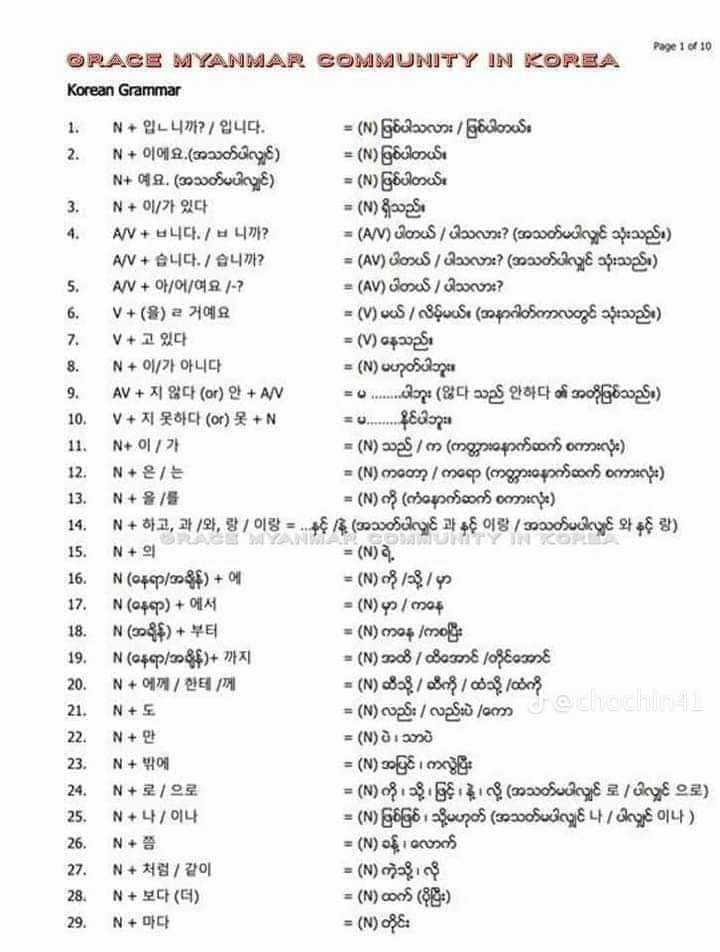 Page 1 of 10
GRACE MYANMAR COMMUNITY IN KOREA
Korean Grammar
1. N + 입ㄴ니까? / 입니다. = (N) ဖြစ်ပါသလား / ဖြစ်ပါတယ်။
2. N + 이에요.(အသတ်ပါလျှင်) = (N) ဖြစ်ပါတယ်။
N+ 예요. (အသတ်မပါလျှင်) = (N) ဖြစ်ပါတယ်။
3. N + 이/가 있다 = (N) ရှိသည်။
4. A/V + ㅂ니다. / ㅂ 니까? = (A/V) ပါတယ် / ပါသလား? (အသတ်မပါလျှင် သုံးသည်။)
A/V + 습니다. / 습니까? = (AV) ပါတယ် / ပါသလား? (အသတ်ပါလျှင် သုံးသည်။)
5. A/V + 아/어/여요 /-? = (AV) ပါတယ် / ပါသလား?
6. V + (을) ㄹ 거예요 = (V) မယ် / လိမ့်မယ်။ (အနာဂါတ်ကာလတွင် သုံးသည်။)
7. V + 고 있다 = (V) နေသည်။
8. N + 이/가 아니다 = (N) မဟုတ်ပါဘူး။
9. AV + 지 않다 (or) 안 + A/V = မ ........ပါဘူး (않다 သည် 안하다 ၏ အတိုဖြစ်သည်။)
10. V + 지 못하다 (or) 못 + N = မ.........နိုင်ပါဘူး။
11. N+ 이 / 가 = (N) သည် / က (ကတ္တားနောက်ဆက် စကားလုံး)
12. N + 은 / 는 = (N) ကတော့ / ကရော (ကတ္တားနောက်ဆက် စကားလုံး)
13. N + 을 /를 = (N) ကို (ကံနောက်ဆက် စကားလုံး)
14. N + 하고, 과 /와, 랑 / 이랑 = ...နှင့် /နဲ့ (အသတ်ပါလျှင် 과 နှင့် 이랑 / အသတ်မပါလျှင် 와 နှင့် 랑)
GRACE MYANMAR COMMUNITY IN KOREA
15. N + 의 = (N) ရဲ့
16. N (နေရာ/အချိန်) + 에 = (N) ကို /သို့ / မှာ
17. N (နေရာ) + 에서 = (N) မှာ / ကနေ
18. N (အချိန်) + 부터 = (N) ကနေ /ကစပြီး
19. N (နေရာ/အချိန်)+ 까지 = (N) အထိ / ထိအောင် /တိုင်အောင်
20. N + 에게 / 한테 /께 = (N) ဆီသို့ / ဆီကို / ထံသို့ /ထံကို
21. N + 도 = (N) လည်း / လည်းပဲ /ကော
@chochin41
22. N + 만 = (N) ပဲ ၊ သာပဲ
23. N + 밖에 = (N) အပြင် ၊ ကလွဲပြီး
24. N + 로 / 으로 = (N) ကို ၊ သို့ ၊ ဖြင့် ၊ နဲ့ ၊ လို့ (အသတ်မပါလျှင် 로 / ပါလျှင် 으로)
25. N + 나 / 이나 = (N) ဖြစ်ဖြစ် ၊ သို့မဟုတ် (အသတ်မပါလျှင် 나 / ပါလျှင် 이나 )
26. N + 쯤 = (N) ခန့် ၊ လောက်
27. N + 처럼 / 같이 = (N) ကဲ့သို့ ၊ လို
28. N + 보다 (더) = (N) ထက် (ပိုပြီး)
29. N + 마다 = (N) တိုင်း